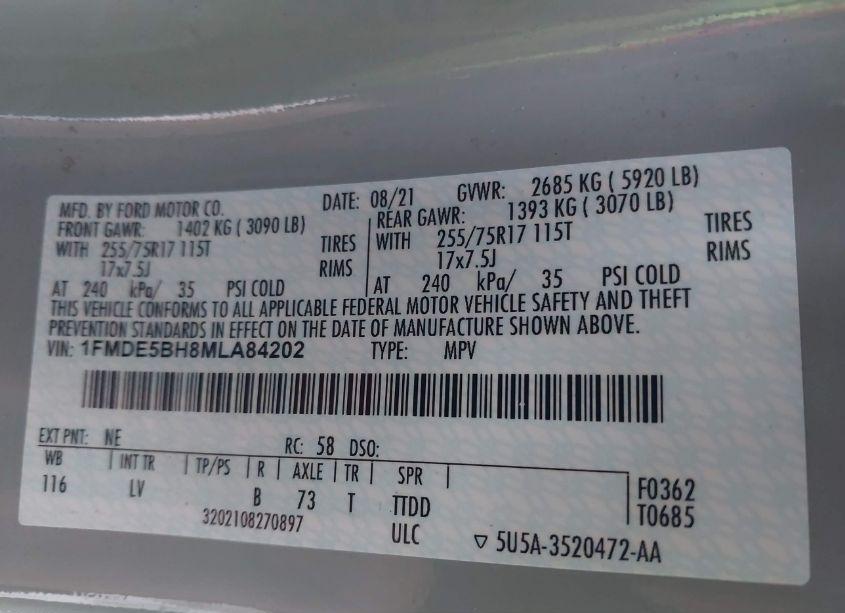 MFD. BY FORD MOTOR CO. DATE: 08/21 GVWR: 2685 KG ( 5920 LB)
FRONT GAWR: 1402 KG ( 3090 LB) REAR GAWR: 1393 KG ( 3070 LB)
WITH 255/75R17 115T TIRES WITH 255/75R17 115T TIRES
17x7.5J RIMS 17x7.5J RIMS
AT 240 kPa/ 35 PSI COLD AT 240 kPa/ 35 PSI COLD
THIS VEHICLE CONFORMS TO ALL APPLICABLE FEDERAL MOTOR VEHICLE SAFETY AND THEFT
PREVENTION STANDARDS IN EFFECT ON THE DATE OF MANUFACTURE SHOWN ABOVE.
VIN: 1FMDE5BH8MLA84202 TYPE: MPV
EXT PNT: NE RC: 58 DSO:
WB INT TR TP/PS R AXLE TR SPR
116 LV B 73 T TTDD F0362
T0685
3202108270897 ULC ▽ 5U5A-3520472-AA